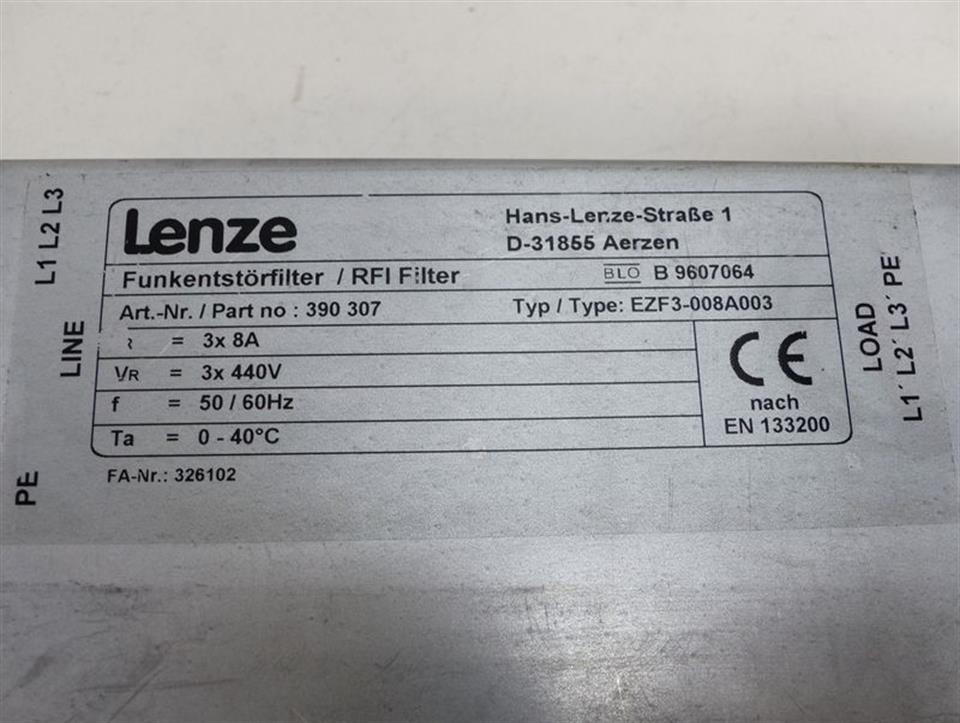 Lenze
Hans-Lenze-Straße 1
D-31855 Aerzen
Funkentstörfilter / RFI Filter
BLO B 9607064
Art.-Nr. / Part no : 390 307
Typ / Type: EZF3-008A003
~ = 3x 8A
VR = 3x 440V
f = 50 / 60Hz
Ta = 0 - 40°C
CE
nach
EN 133200
FA-Nr.: 326102
L1 L2 L3
LINE
PE
LOAD
L1´ L2´ L3´ PE´